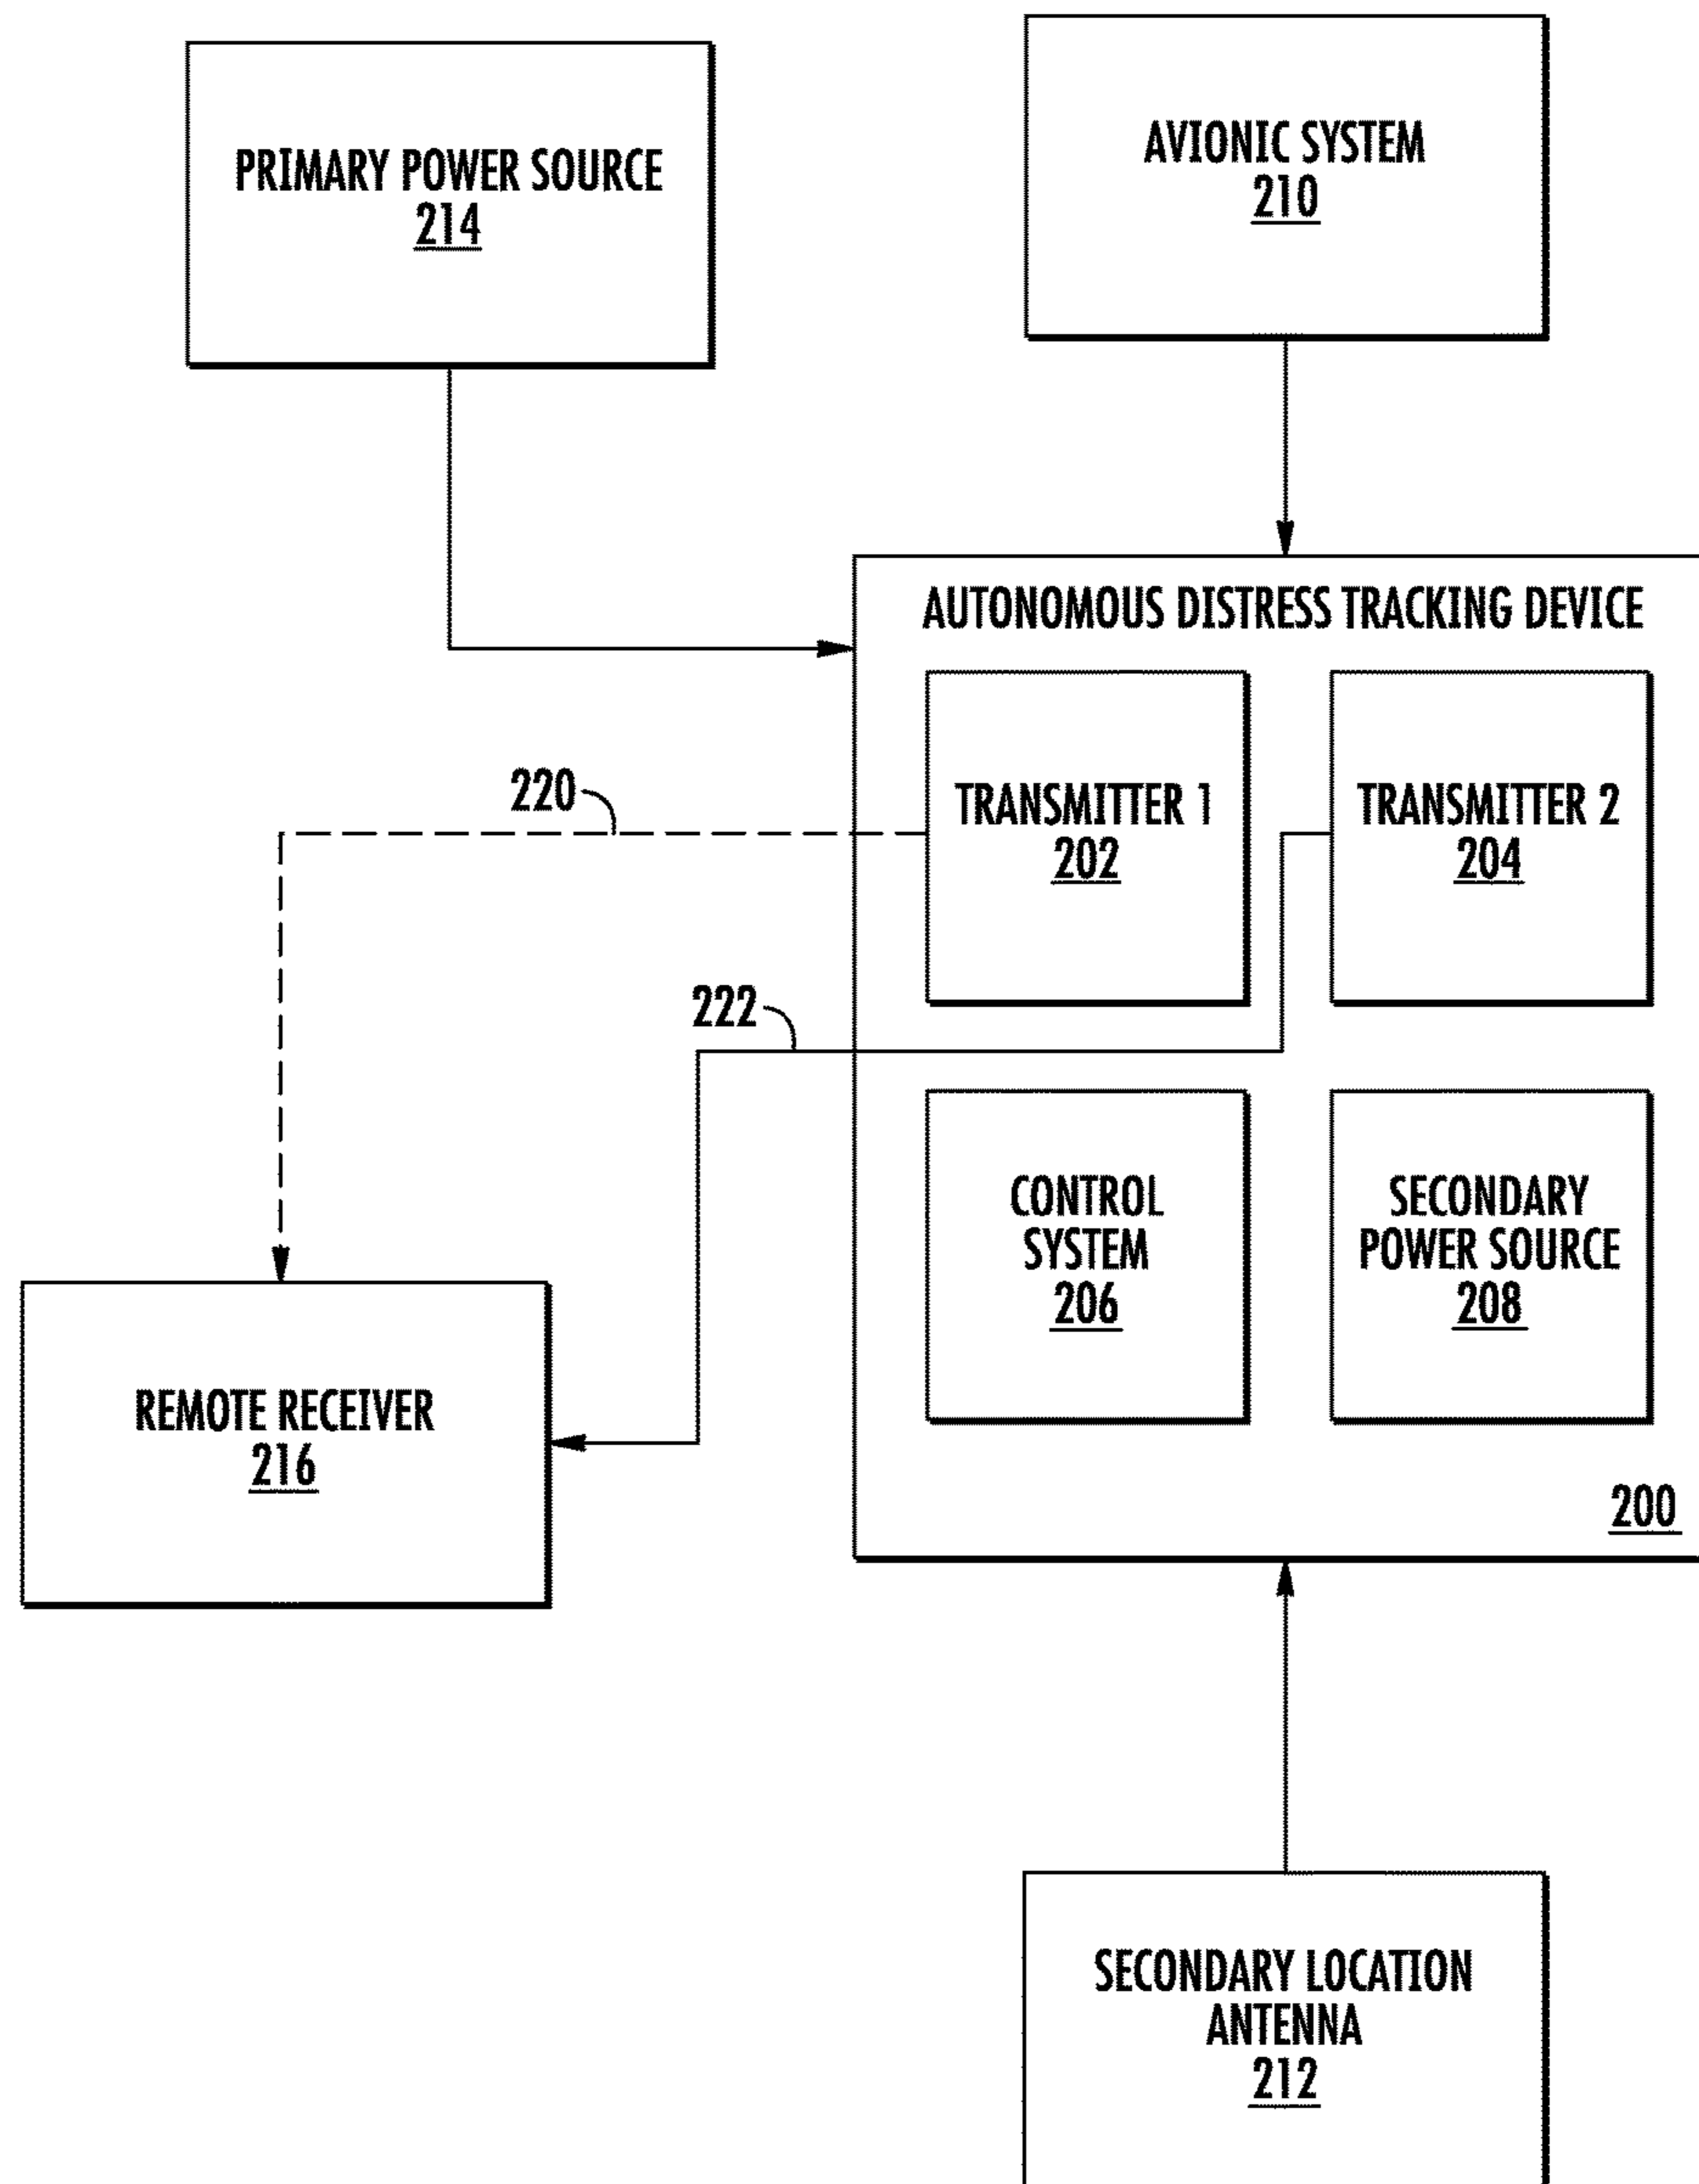 PRIMARY POWER SOURCE
214
AVIONIC SYSTEM
210
AUTONOMOUS DISTRESS TRACKING DEVICE
TRANSMITTER 1
202
TRANSMITTER 2
204
220
222
CONTROL
SYSTEM
206
SECONDARY
POWER SOURCE
208
200
REMOTE RECEIVER
216
SECONDARY LOCATION
ANTENNA
212